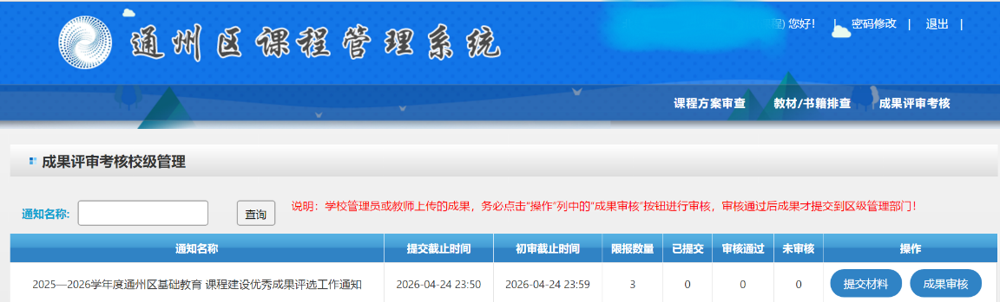 通州区课程管理系统
程) 您好! | 密码修改 | 退出 |
课程方案审查 教材/书籍排查 成果评审考核
成果评审考核校级管理
通知名称: 查询 说明：学校管理员或教师上传的成果，务必点击“操作”列中的“成果审核”按钮进行审核，审核通过后成果才提交到区级管理部门！
通知名称 提交截止时间 初审截止时间 限报数量 已提交 审核通过 未审核 操作
2025—2026学年度通州区基础教育 课程建设优秀成果评选工作通知 2026-04-24 23:50 2026-04-24 23:59 3 0 0 0 提交材料 成果审核